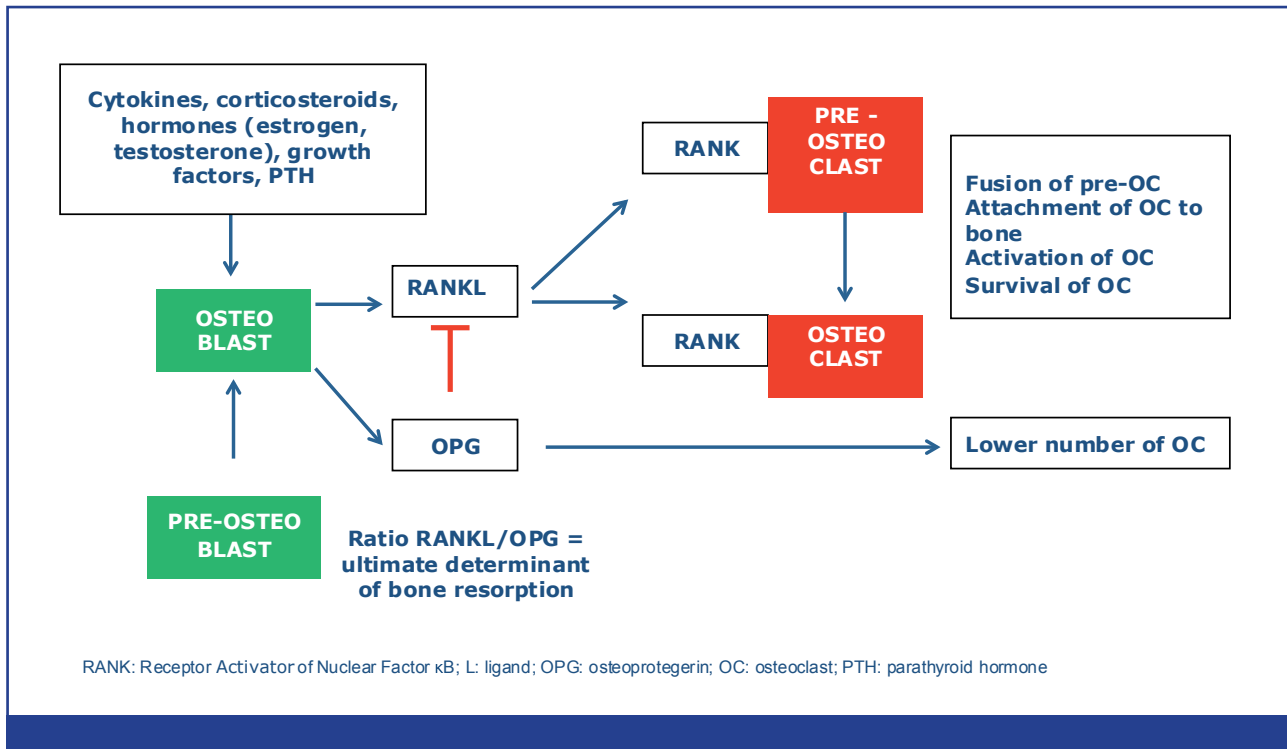 Cytokines, corticosteroids,
hormones (estrogen,
testosterone), growth
factors, PTH
OSTEO
BLAST
PRE-OSTEO
BLAST
RANKL
OPG
Ratio RANKL/OPG =
ultimate determinant
of bone resorption
RANK
PRE -
OSTEO
CLAST
RANK
OSTEO
CLAST
Fusion of pre-OC
Attachment of OC to
bone
Activation of OC
Survival of OC
Lower number of OC
RANK: Receptor Activator of Nuclear Factor κB; L: ligand; OPG: osteoprotegerin; OC: osteoclast; PTH: parathyroid hormone